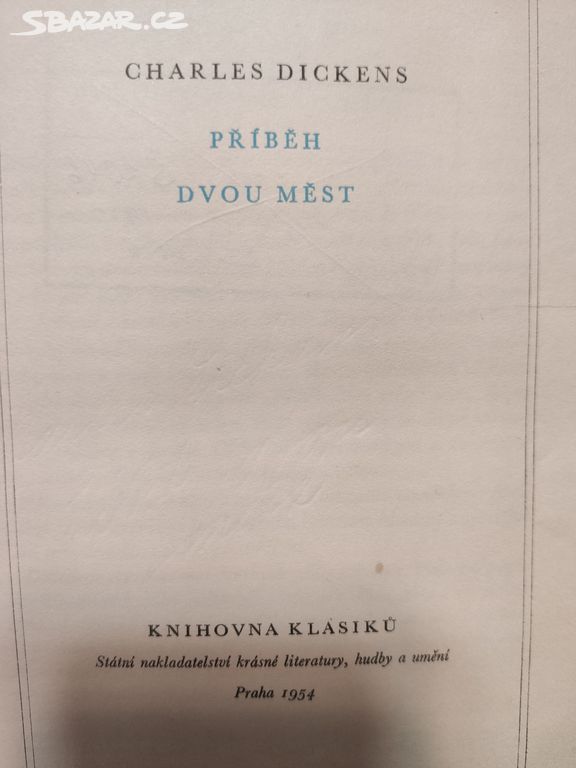 SBAZAR.CZ
CHARLES DICKENS
PŘÍBĚH
DVOU MĚST
KNIHOVNA KLASIKŮ
Státní nakladatelství krásné literatury, hudby a umění
Praha 1954